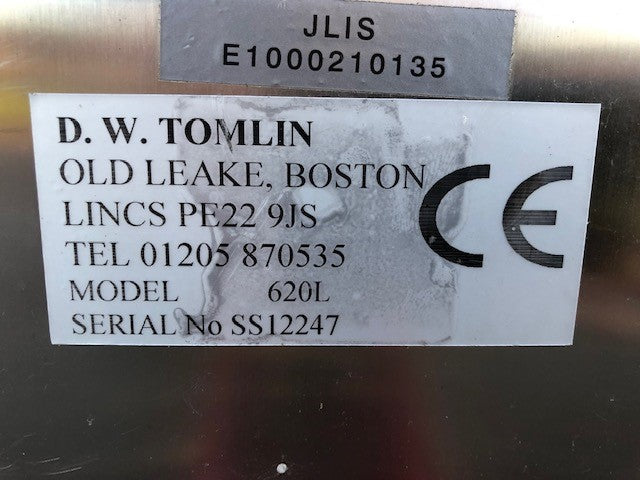 JLIS
E1000210135
D. W. TOMLIN
OLD LEAKE, BOSTON
LINCS PE22 9JS
TEL 01205 870535
MODEL 620L
SERIAL No SS12247
CE